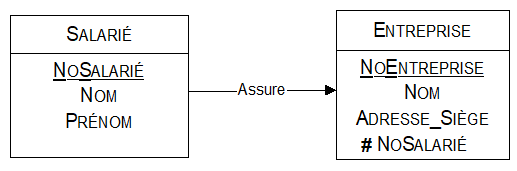 SALARIÉ
NOSALARIÉ
NOM
PRÉNOM
Assure
ENTREPRISE
NOENTREPRISE
NOM
ADRESSE_SIÈGE
# NOSALARIÉ